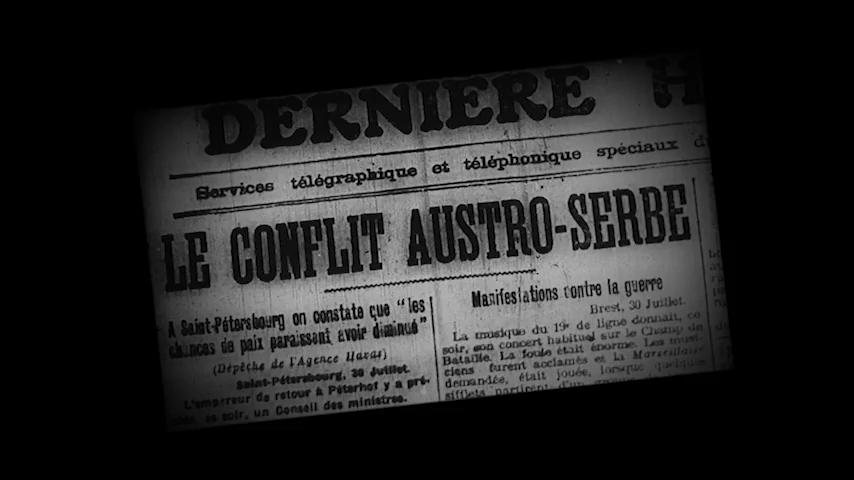 DERNIÈRE H
Services télégraphique et téléphonique spéciaux d
LE CONFLIT AUSTRO-SERBE
A Saint-Pétersbourg on constate que "les
chances de paix paraissent avoir diminué"
(Dépêche de l'Agence Havas)
Saint-Pétersbourg, 30 Juillet.
L'empereur de retour à Péterhof y a pré-
ce soir, un Conseil des ministres.
Manifestations contre la guerre
Brest, 30 Juillet.
La musique du 19e de ligne donnait, ce
soir, son concert habituel sur le Champ de
Bataille. La foule était énorme. Les musi-
ciens furent acclamés et la Marseillaise
demandée, était jouée, lorsque quelques
sifflets partirent d'un